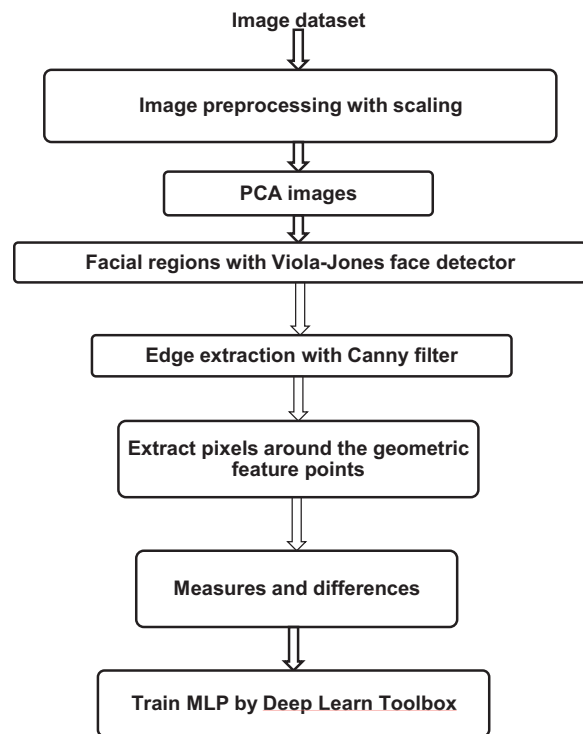 Image dataset
Image preprocessing with scaling
PCA images
Facial regions with Viola-Jones face detector
Edge extraction with Canny filter
Extract pixels around the geometric
feature points
Measures and differences
Train MLP by Deep Learn Toolbox